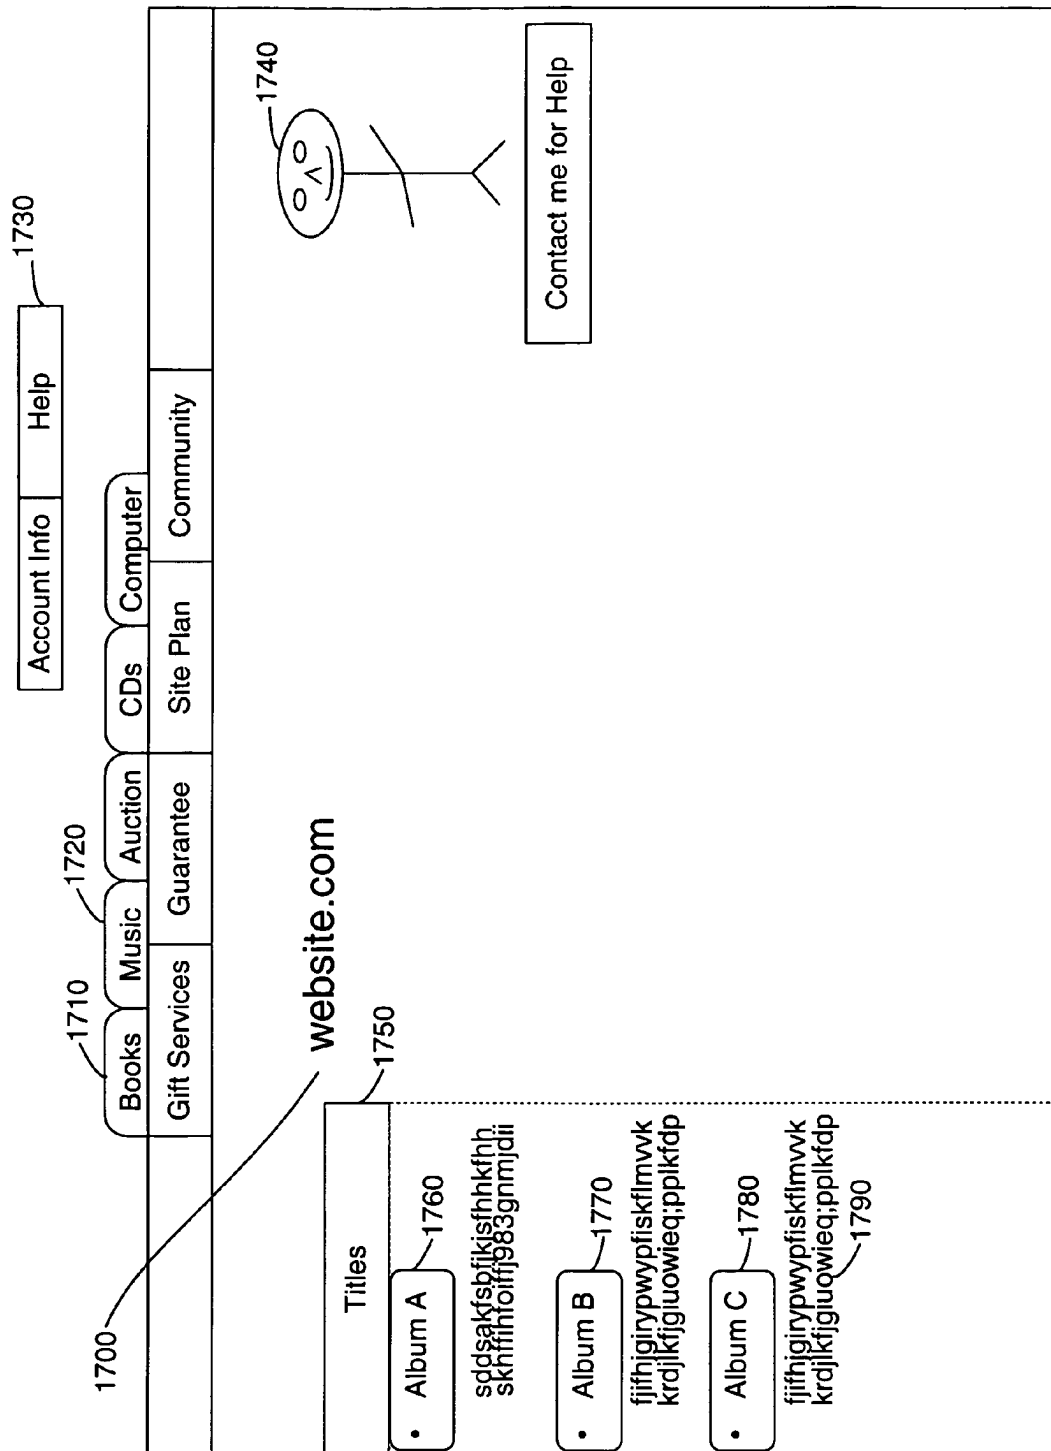 1730
Account Info Help
1710 1720
Books Music Auction CDs Computer
Gift Services Guarantee Site Plan Community
1700
website.com
1740
Contact me for Help
1750
Titles
• Album A
1760
sddsakfsbfjkjsfhhkfhh
skhffihfoiffj983gnmjdii
• Album B
1770
fjifhjgirypwypfiskflmvvk
krdjlkfjgiuowieq;pplkfdp
• Album C
1780
fjifhjgirypwypfiskflmvvk
krdjlkfjgiuowieq;pplkfdp
1790